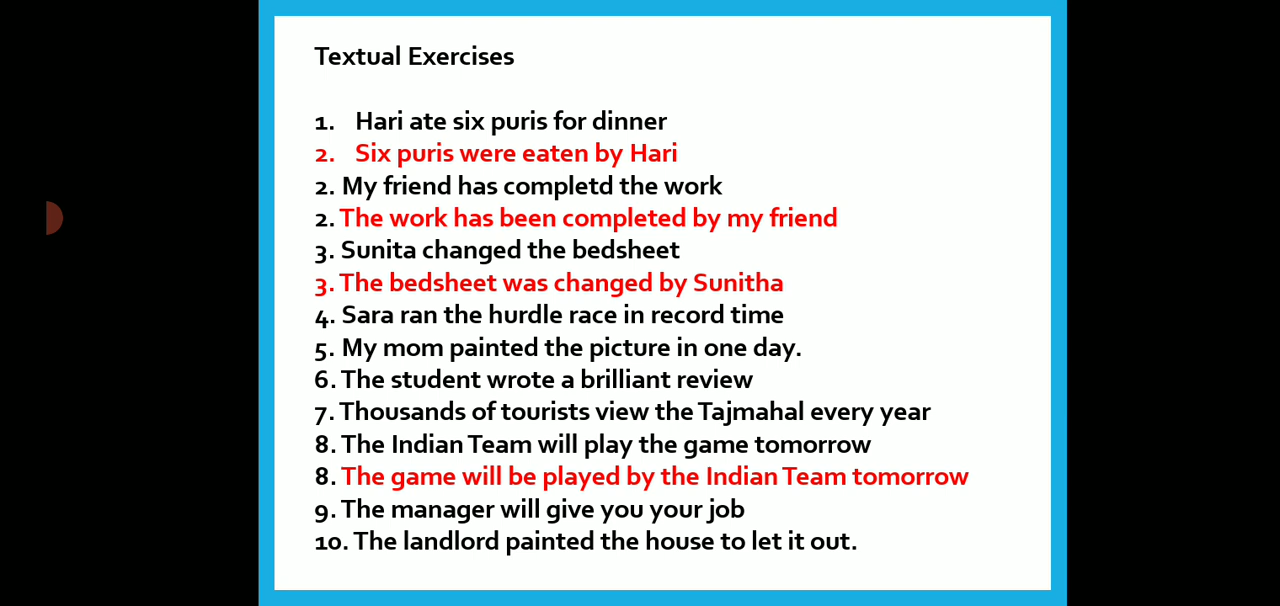 Textual Exercises
1. Hari ate six puris for dinner
2. Six puris were eaten by Hari
2. My friend has completd the work
2. The work has been completed by my friend
3. Sunita changed the bedsheet
3. The bedsheet was changed by Sunitha
4. Sara ran the hurdle race in record time
5. My mom painted the picture in one day.
6. The student wrote a brilliant review
7. Thousands of tourists view the Tajmahal every year
8. The Indian Team will play the game tomorrow
8. The game will be played by the Indian Team tomorrow
9. The manager will give you your job
10. The landlord painted the house to let it out.